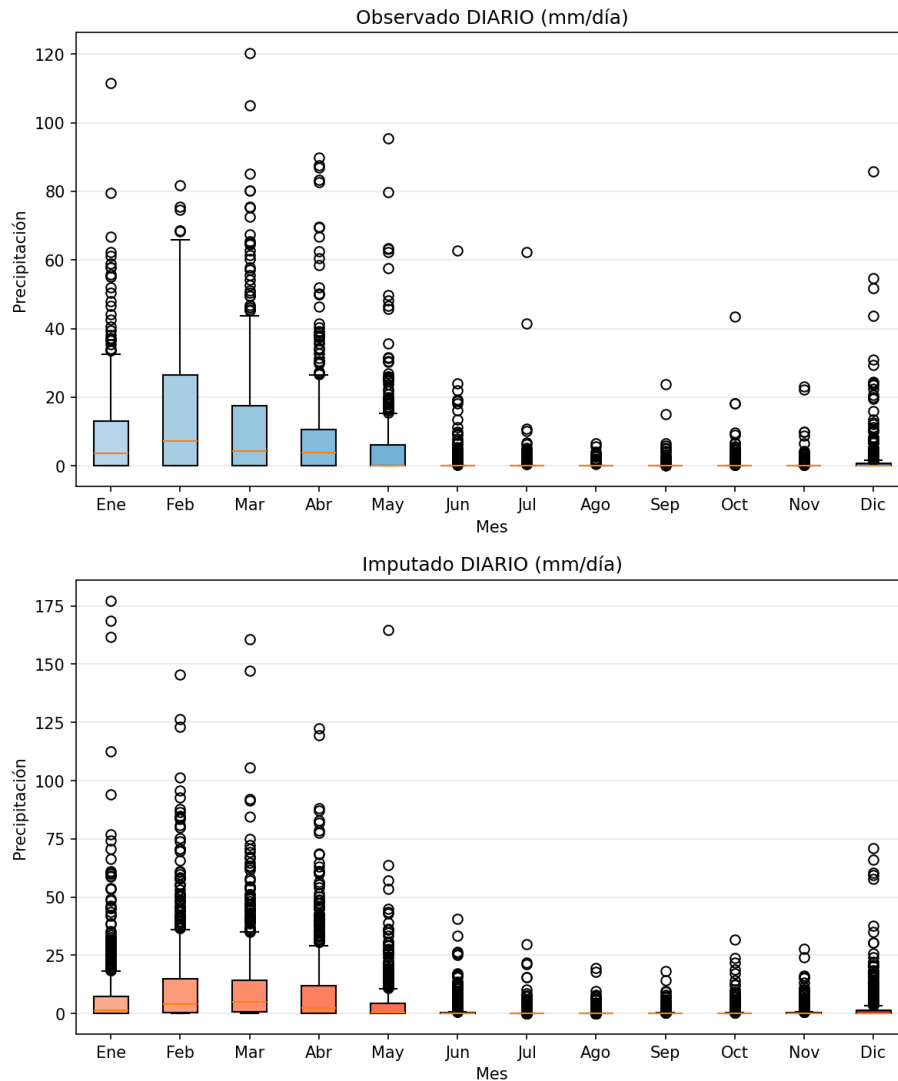 Observado DIARIO (mm/día)
120
100
80
60
40
20
0
Precipitación
Ene Feb Mar Abr May Jun Jul Ago Sep Oct Nov Dic
Mes
Imputado DIARIO (mm/día)
175
150
125
100
75
50
25
0
Precipitación
Ene Feb Mar Abr May Jun Jul Ago Sep Oct Nov Dic
Mes